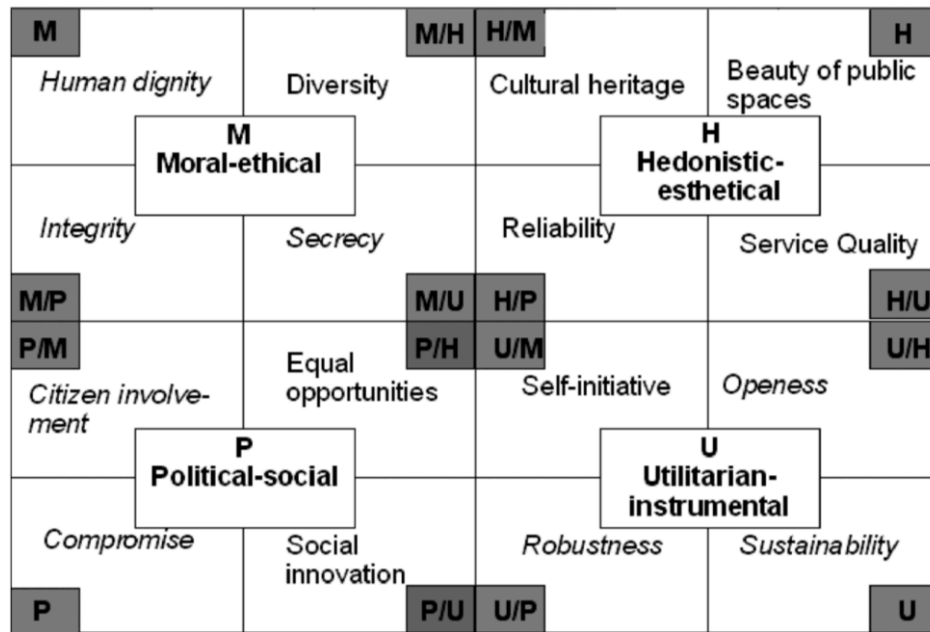 M
M/H
H/M
H
Human dignity
Diversity
Cultural heritage
Beauty of public
spaces
M
Moral-ethical
H
Hedonistic-
esthetical
Integrity
Secrecy
Reliability
Service Quality
M/P
M/U
H/P
H/U
P/M
P/H
U/M
U/H
Citizen involve-
ment
Equal
opportunities
Self-initiative
Openess
P
Political-social
U
Utilitarian-
instrumental
Compromise
Social
innovation
Robustness
Sustainability
P
P/U
U/P
U